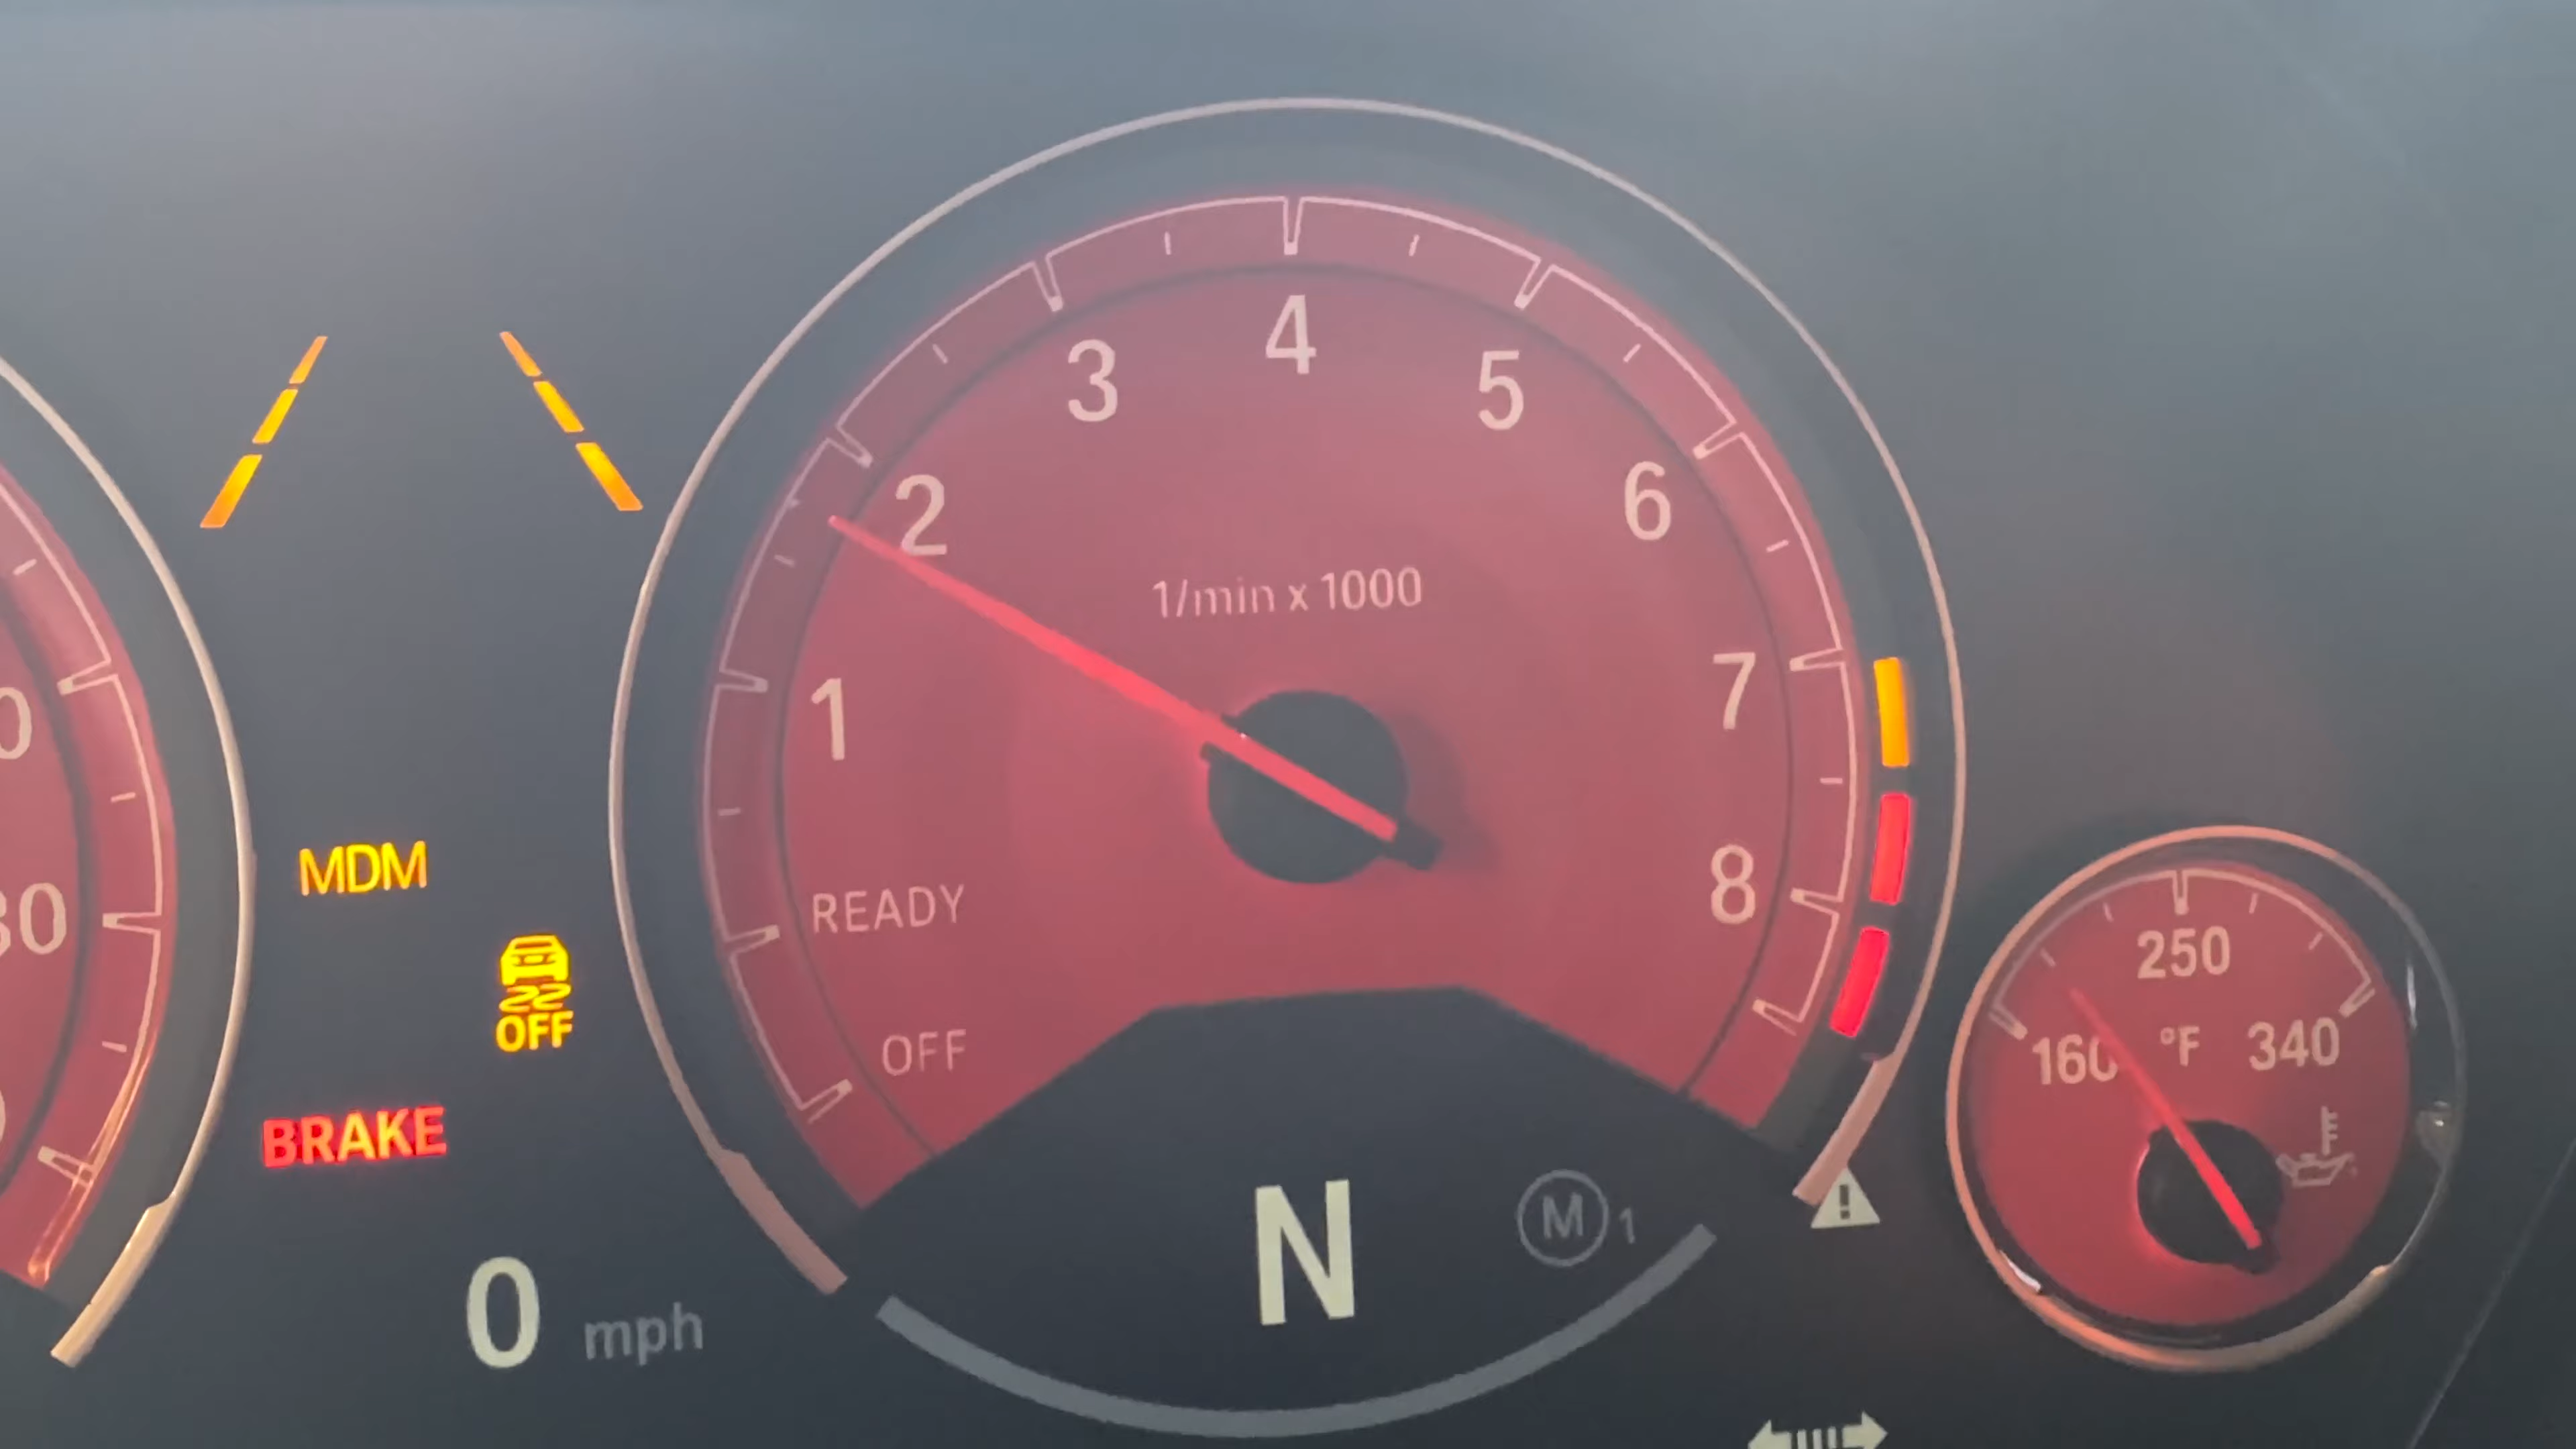 4
3
5
2
6
1/min x 1000
1
7
MDM
8
READY
250
OFF
OFF
160
°F
340
BRAKE
N
M 1
0 mph